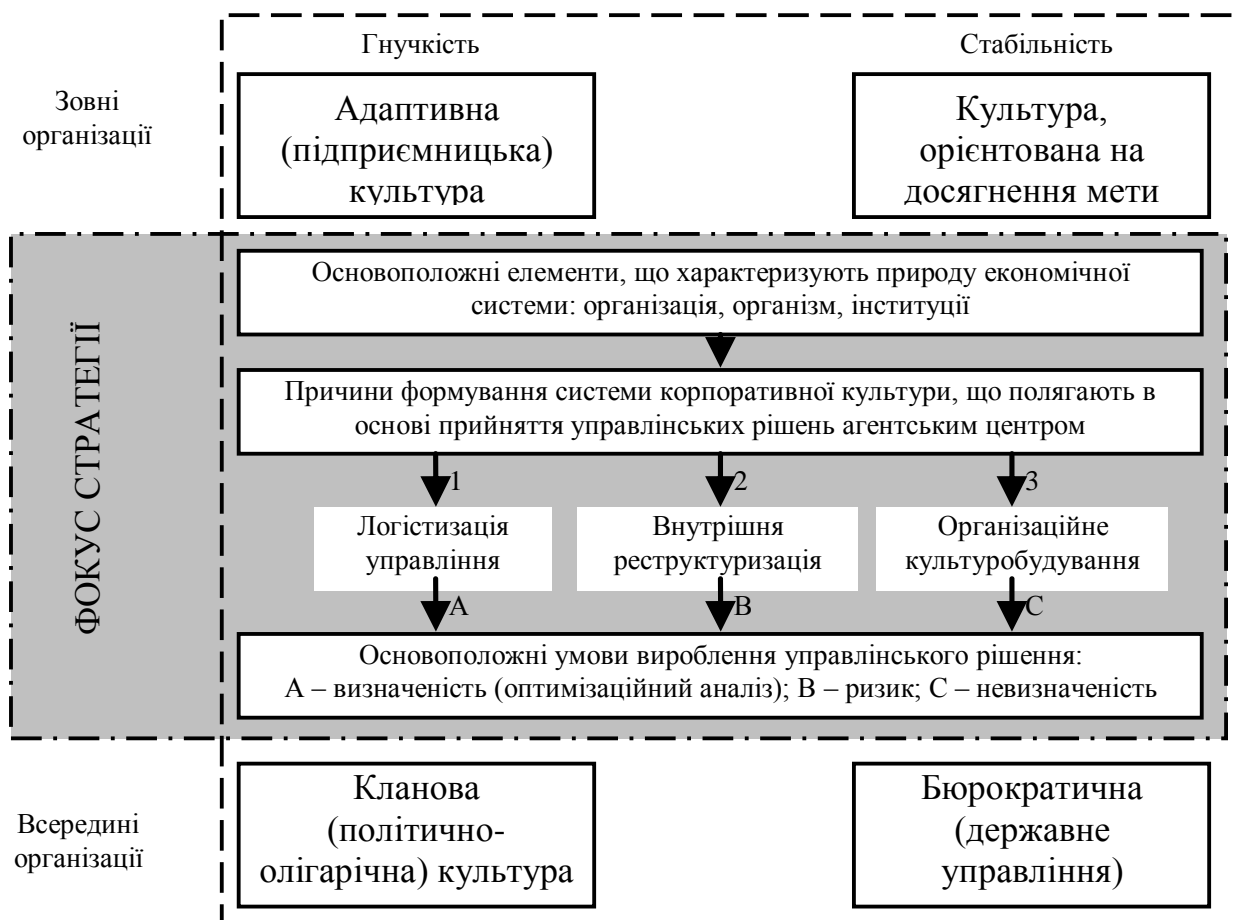 Гнучкість
Стабільність
Зовні
організації
Адаптивна
(підприємницька)
культура
Культура,
орієнтована на
досягнення мети
ФОКУС СТРАТЕГІЇ
Основоположні елементи, що характеризують природу економічної
системи: організація, організм, інституції
Причини формування системи корпоративної культури, що полягають в
основі прийняття управлінських рішень агентським центром
1
2
3
Логістизація
управління
Внутрішня
реструктуризація
Організаційне
культуробудування
А
В
С
Основоположні умови вироблення управлінського рішення:
А – визначеність (оптимізаційний аналіз); В – ризик; С – невизначеність
Всередині
організації
Кланова
(політично-
олігарічна) культура
Бюрократична
(державне
управління)